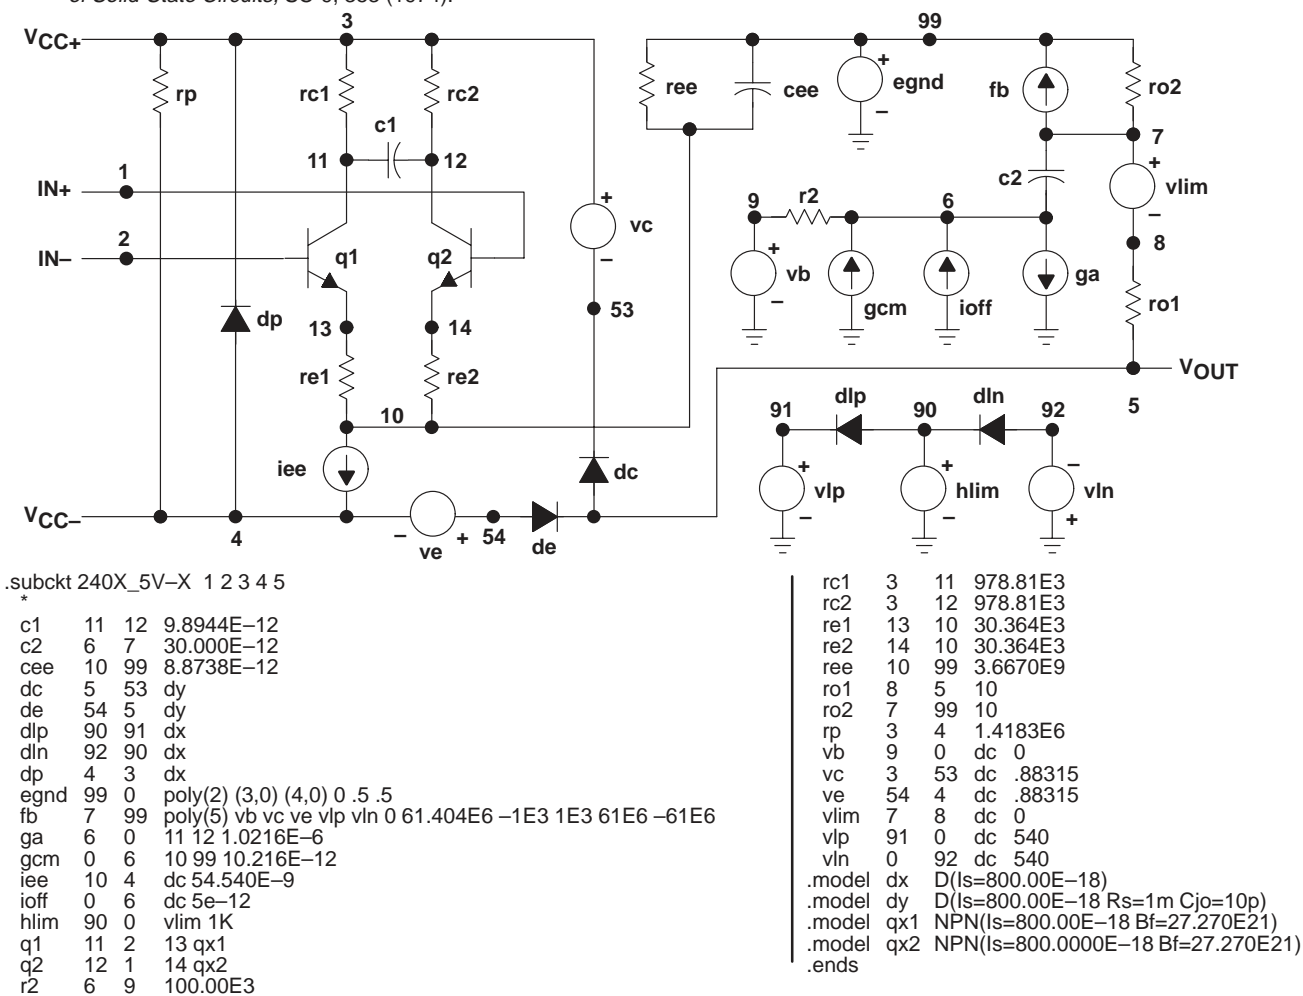 of Solid-State Circuits, SC-9, 353 (1974).
VCC+
3
99
rp
rc1
rc2
c1
11
12
ree
cee
egnd
+
−
fb
ro2
7
c2
+
vlim
−
8
ro1
IN+
1
IN−
2
q1
q2
+
vc
−
53
9
r2
6
+
vb
−
gcm
ioff
ga
dp
13
14
re1
re2
10
VOUT
5
iee
dc
91
dlp
90
dln
92
+
vlp
−
+
hlim
−
−
vln
+
VCC−
4
−
ve
+
54
de
.subckt 240X_5V–X 1 2 3 4 5
*
c1 11 12 9.8944E–12
c2 6 7 30.000E–12
cee 10 99 8.8738E–12
dc 5 53 dy
de 54 5 dy
dlp 90 91 dx
dln 92 90 dx
dp 4 3 dx
egnd 99 0 poly(2) (3,0) (4,0) 0 .5 .5
fb 7 99 poly(5) vb vc ve vlp vln 0 61.404E6 –1E3 1E3 61E6 –61E6
ga 6 0 11 12 1.0216E–6
gcm 0 6 10 99 10.216E–12
iee 10 4 dc 54.540E–9
ioff 0 6 dc 5e–12
hlim 90 0 vlim 1K
q1 11 2 13 qx1
q2 12 1 14 qx2
r2 6 9 100.00E3
rc1 3 11 978.81E3
rc2 3 12 978.81E3
re1 13 10 30.364E3
re2 14 10 30.364E3
ree 10 99 3.6670E9
ro1 8 5 10
ro2 7 99 10
rp 3 4 1.4183E6
vb 9 0 dc 0
vc 3 53 dc .88315
ve 54 4 dc .88315
vlim 7 8 dc 0
vlp 91 0 dc 540
vln 0 92 dc 540
.model dx D(Is=800.00E–18)
.model dy D(Is=800.00E–18 Rs=1m Cjo=10p)
.model qx1 NPN(Is=800.00E–18 Bf=27.270E21)
.model qx2 NPN(Is=800.0000E–18 Bf=27.270E21)
.ends